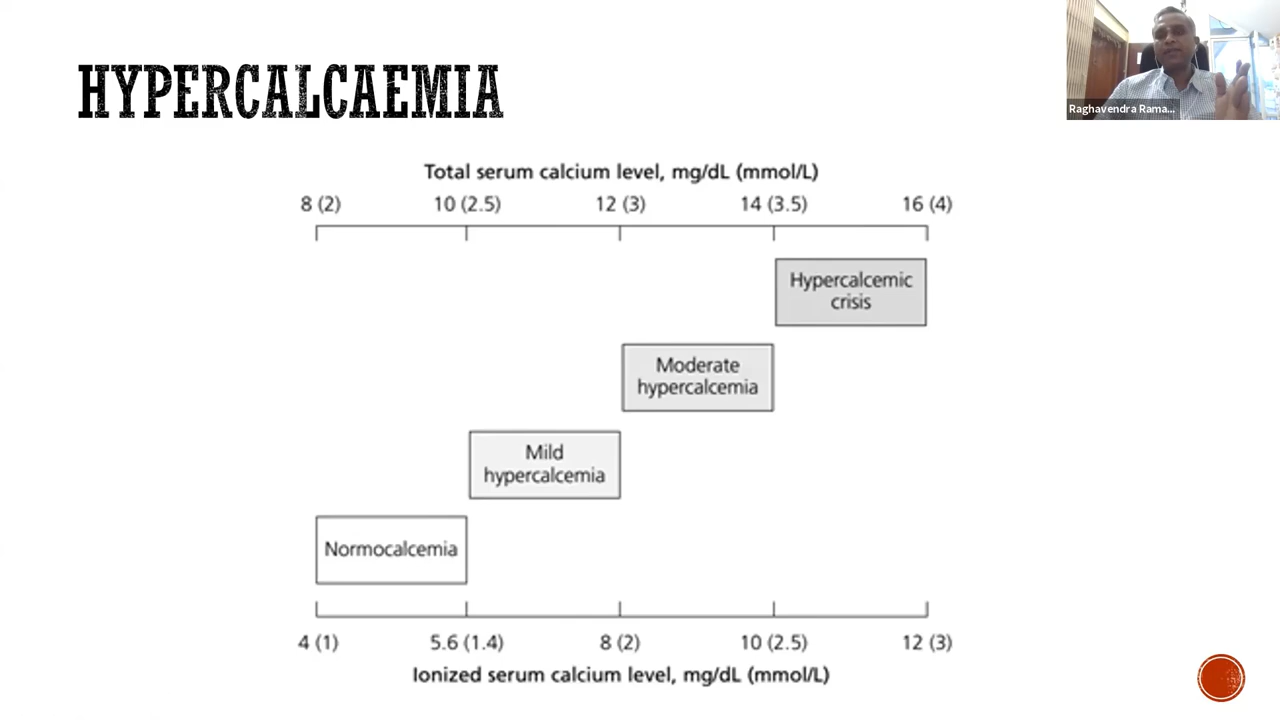 HYPERCALCAEMIA
Raghavendra Rama...
Total serum calcium level, mg/dL (mmol/L)
8 (2) 10 (2.5) 12 (3) 14 (3.5) 16 (4)
Hypercalcemic
crisis
Moderate
hypercalcemia
Mild
hypercalcemia
Normocalcemia
4 (1) 5.6 (1.4) 8 (2) 10 (2.5) 12 (3)
Ionized serum calcium level, mg/dL (mmol/L)